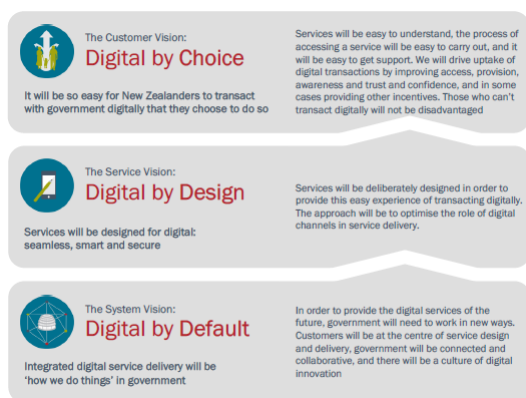 The Customer Vision:
Digital by Choice
It will be so easy for New Zealanders to transact
with government digitally that they choose to do so
Services will be easy to understand, the process of
accessing a service will be easy to carry out, and it
will be easy to get support. We will drive uptake of
digital transactions by improving access, provision,
awareness and trust and confidence, and in some
cases providing other incentives. Those who can't
transact digitally will not be disadvantaged
The Service Vision:
Digital by Design
Services will be designed for digital:
seamless, smart and secure
Services will be deliberately designed in order to
provide this easy experience of transacting digitally.
The approach will be to optimise the role of digital
channels in service delivery.
The System Vision:
Digital by Default
Integrated digital service delivery will be
'how we do things' in government
In order to provide the digital services of the
future, government will need to work in new ways.
Customers will be at the centre of service design
and delivery, government will be connected and
collaborative, and there will be a culture of digital
innovation